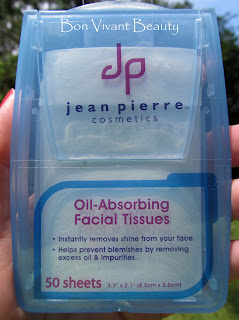 Bon Vivant Beauty
jp
jean pierre™
cosmetics
Oil-Absorbing
Facial Tissues
• Instantly removes shine from your face.
• Helps prevent blemishes by removing
excess oil & impurities.
50 sheets 3.3" x 2.1" (8.5cm x 5.5cm)